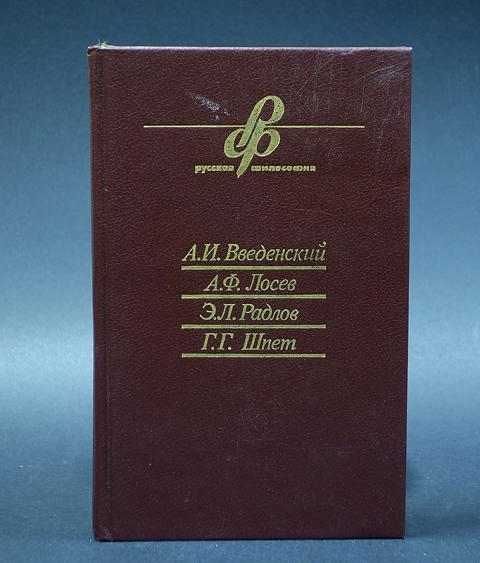 русская философия
А.И. Введенский
А.Ф. Лосев
Э.Л. Радлов
Г.Г. Шпет